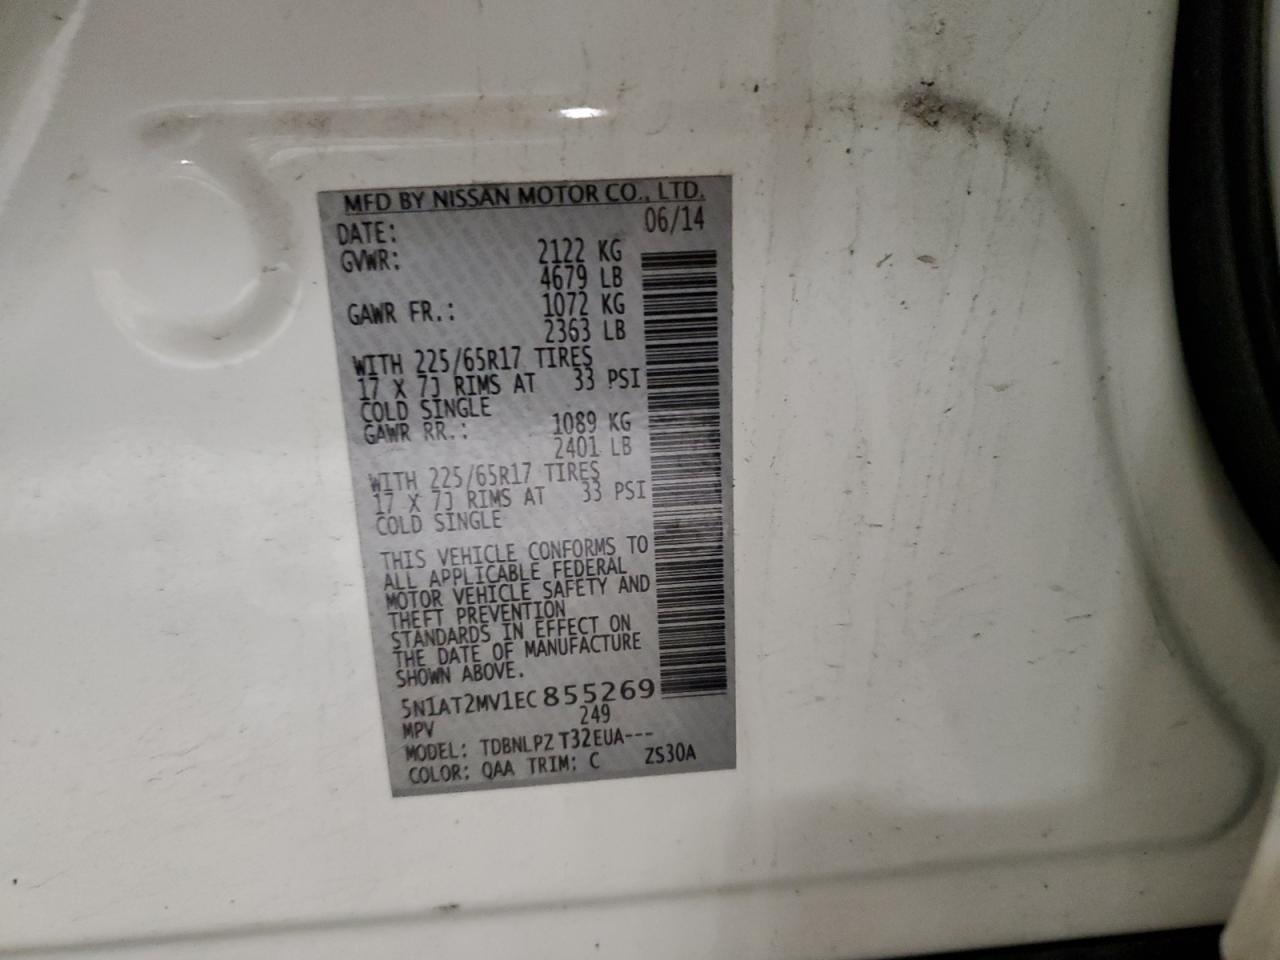 MFD BY NISSAN MOTOR CO., LTD.
DATE: 06/14
GVWR: 2122 KG
4679 LB
GAWR FR.: 1072 KG
2363 LB
WITH 225/65R17 TIRES
17 X 7J RIMS AT 33 PSI
COLD SINGLE
GAWR RR.: 1089 KG
2401 LB
WITH 225/65R17 TIRES
17 X 7J RIMS AT 33 PSI
COLD SINGLE
THIS VEHICLE CONFORMS TO
ALL APPLICABLE FEDERAL
MOTOR VEHICLE SAFETY AND
THEFT PREVENTION
STANDARDS IN EFFECT ON
THE DATE OF MANUFACTURE
SHOWN ABOVE.
5N1AT2MV1EC855269
MPV 249
MODEL: TDBNLPZ T32EUA---
COLOR: QAA TRIM: C ZS30A